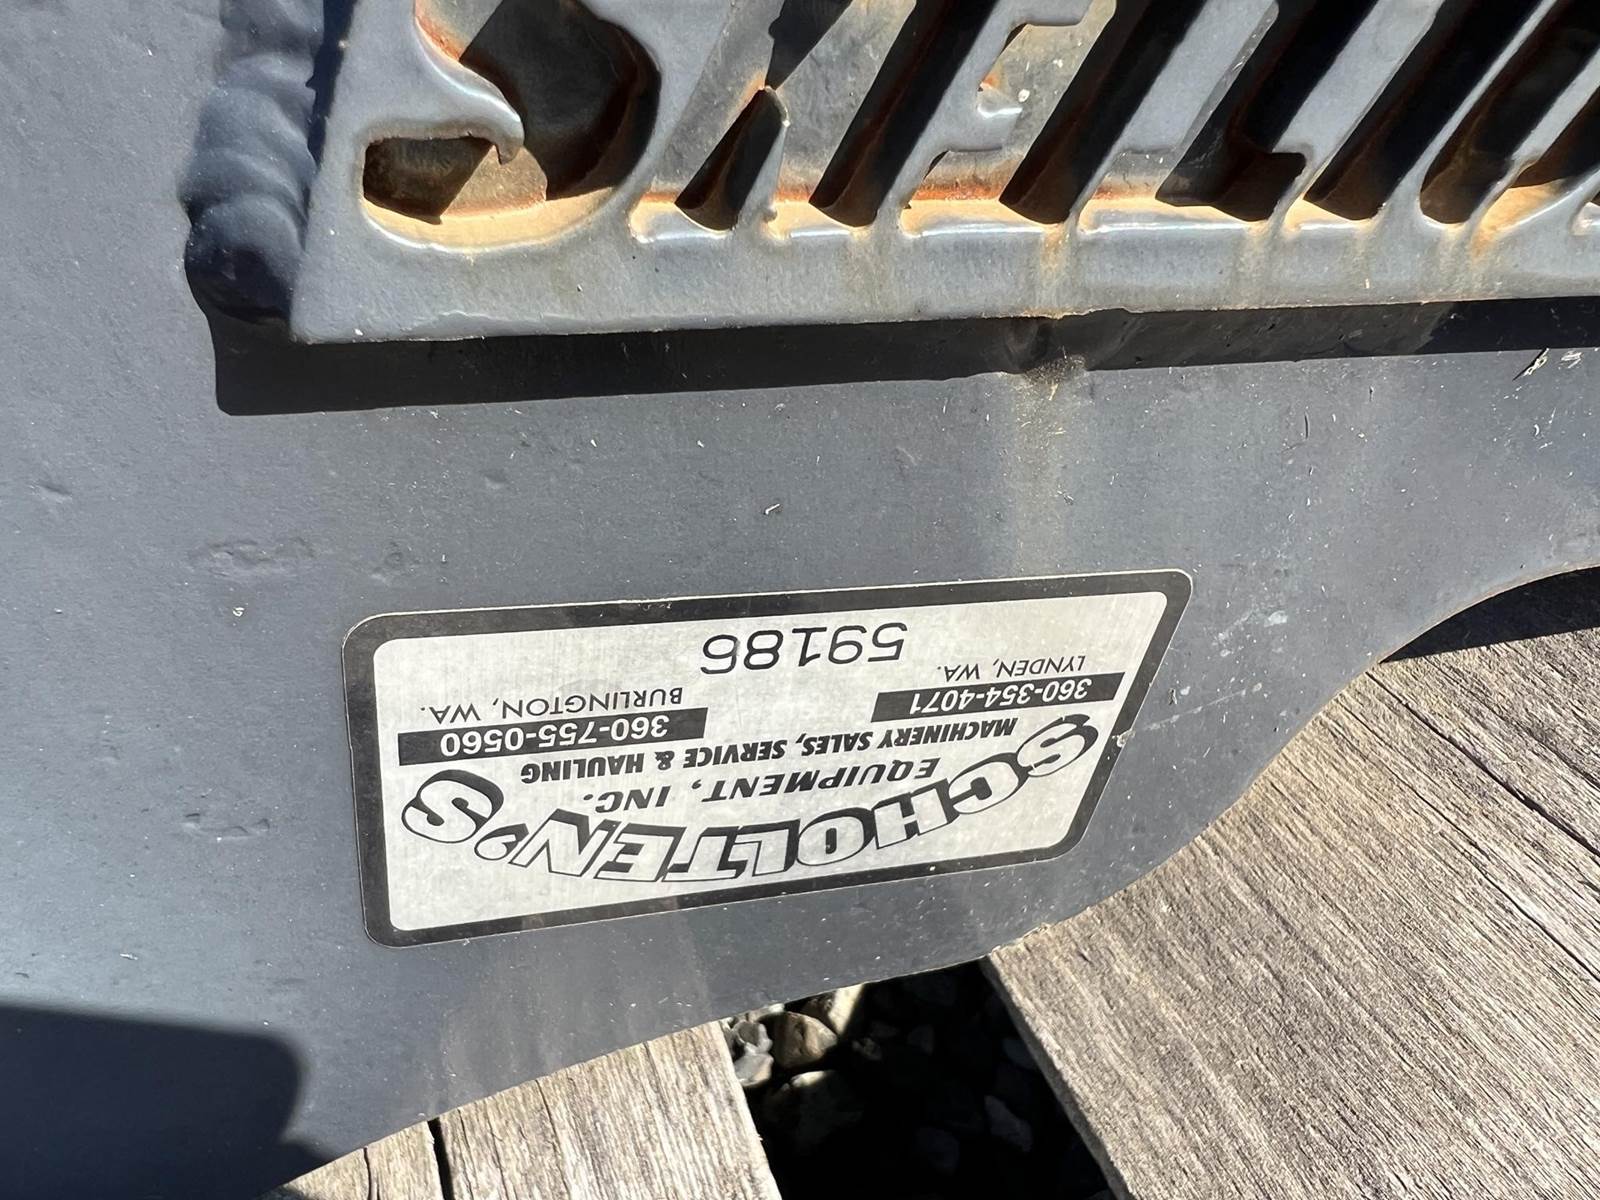 SCHOLTEN'S
EQUIPMENT, INC.
MACHINERY SALES, SERVICE & HAULING
360-354-4071 360-755-0560
LYNDEN, WA. BURLINGTON, WA.
59186